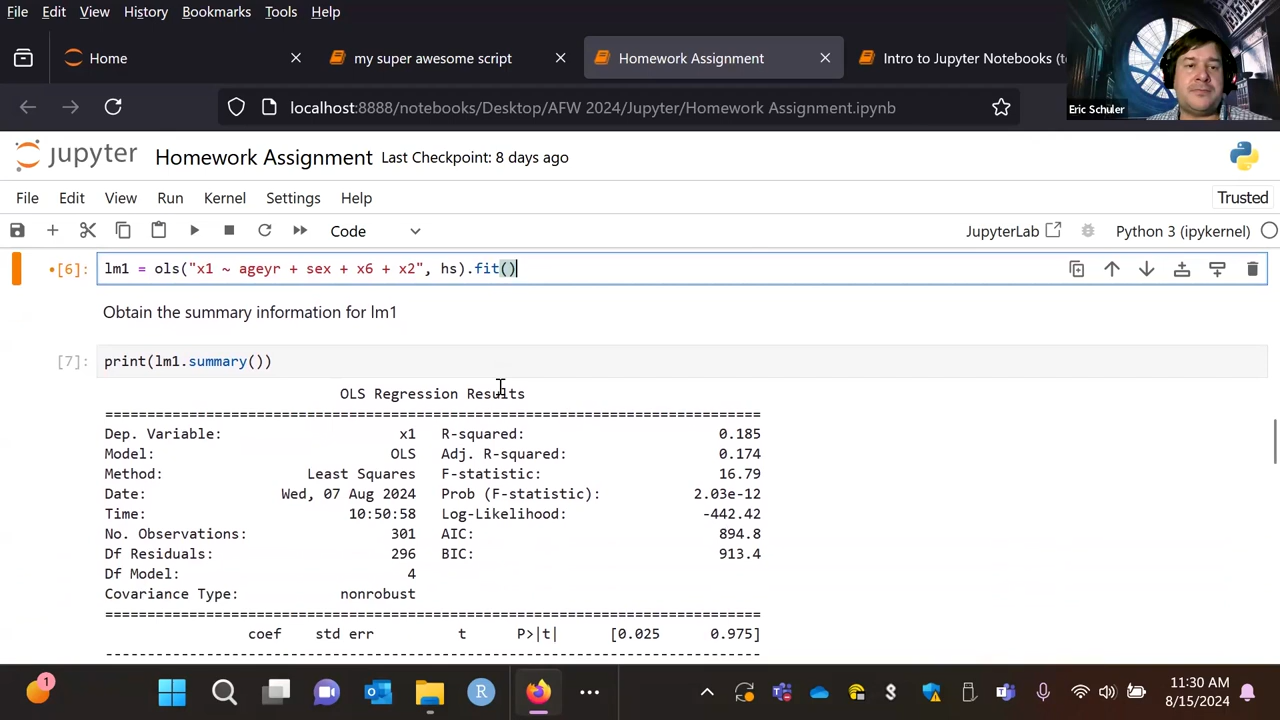 File Edit View History Bookmarks Tools Help
Home my super awesome script Homework Assignment Intro to Jupyter Notebooks (te
localhost:8888/notebooks/Desktop/AFW 2024/Jupyter/Homework Assignment.ipynb
Eric Schuler
jupyter Homework Assignment Last Checkpoint: 8 days ago
File Edit View Run Kernel Settings Help Trusted
Code JupyterLab Python 3 (ipykernel)
[6]: lm1 = ols("x1 ~ ageyr + sex + x6 + x2", hs).fit()
Obtain the summary information for lm1
[7]: print(lm1.summary())
OLS Regression Results
==============================================================================
Dep. Variable: x1 R-squared: 0.185
Model: OLS Adj. R-squared: 0.174
Method: Least Squares F-statistic: 16.79
Date: Wed, 07 Aug 2024 Prob (F-statistic): 2.03e-12
Time: 10:50:58 Log-Likelihood: -442.42
No. Observations: 301 AIC: 894.8
Df Residuals: 296 BIC: 913.4
Df Model: 4
Covariance Type: nonrobust
==============================================================================
coef std err t P>|t| [0.025 0.975]
------------------------------------------------------------------------------
1
R
11:30 AM
8/15/2024